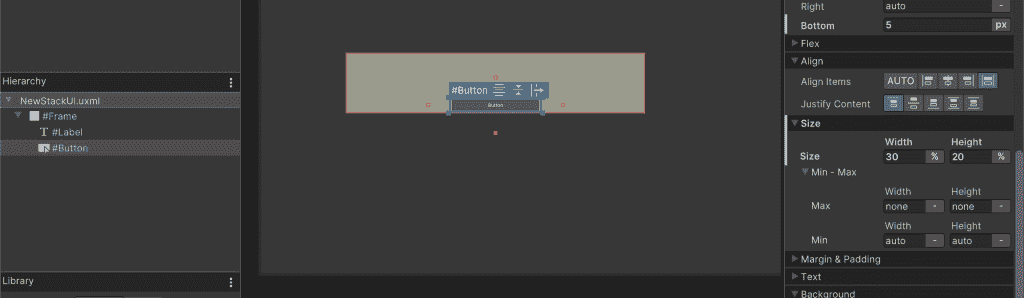 Hierarchy
NewStackUI.uxml
#Frame
#Label
#Button
Library
#Button
Button
Right auto -
Bottom 5 px
Flex
Align
Align Items AUTO
Justify Content
Size
Width Height
Size 30 % 20 %
Min - Max
Width Height
Max none - none -
Width Height
Min auto - auto -
Margin & Padding
Text
Background